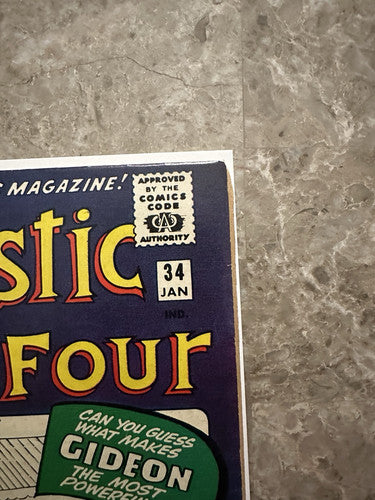 MAGAZINE!
APPROVED
BY THE
COMICS
CODE
CA
AUTHORITY
stic
34
JAN
IND.
FOUR
CAN YOU GUESS
WHAT MAKES
GIDEON
THE MOST
POWERFUL